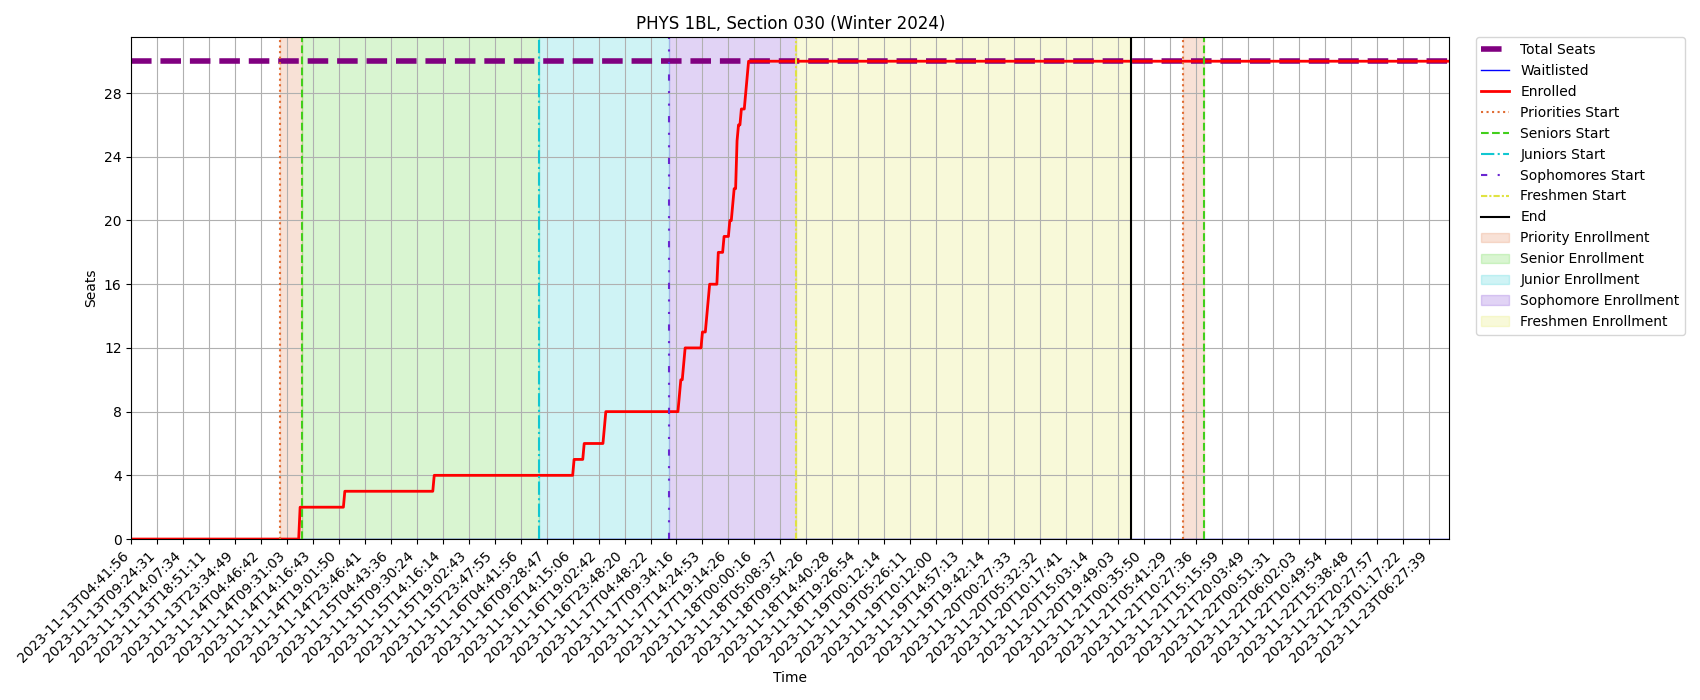 PHYS 1BL, Section 030 (Winter 2024)
Seats
28
24
20
16
12
8
4
0
2023-11-13T04:41:56
2023-11-13T09:24:31
2023-11-13T14:07:34
2023-11-13T18:51:11
2023-11-13T23:34:49
2023-11-14T04:46:42
2023-11-14T09:31:03
2023-11-14T14:16:43
2023-11-14T19:01:50
2023-11-14T23:46:41
2023-11-15T04:43:36
2023-11-15T09:30:24
2023-11-15T14:16:14
2023-11-15T19:02:43
2023-11-15T23:47:55
2023-11-16T04:41:56
2023-11-16T09:28:47
2023-11-16T14:15:06
2023-11-16T19:02:42
2023-11-16T23:48:20
2023-11-17T04:48:22
2023-11-17T09:34:16
2023-11-17T14:24:53
2023-11-17T19:14:26
2023-11-18T00:00:16
2023-11-18T05:08:37
2023-11-18T09:54:26
2023-11-18T14:40:28
2023-11-18T19:26:54
2023-11-19T00:12:14
2023-11-19T05:26:11
2023-11-19T10:12:00
2023-11-19T14:57:13
2023-11-19T19:42:14
2023-11-20T00:27:33
2023-11-20T05:32:32
2023-11-20T10:17:41
2023-11-20T15:03:14
2023-11-20T19:49:03
2023-11-21T00:35:50
2023-11-21T05:41:29
2023-11-21T10:27:36
2023-11-21T15:15:59
2023-11-21T20:03:49
2023-11-22T00:51:31
2023-11-22T06:02:03
2023-11-22T10:49:54
2023-11-22T15:38:48
2023-11-22T20:27:57
2023-11-23T01:17:22
2023-11-23T06:27:39
Time
Total Seats
Waitlisted
Enrolled
Priorities Start
Seniors Start
Juniors Start
Sophomores Start
Freshmen Start
End
Priority Enrollment
Senior Enrollment
Junior Enrollment
Sophomore Enrollment
Freshmen Enrollment